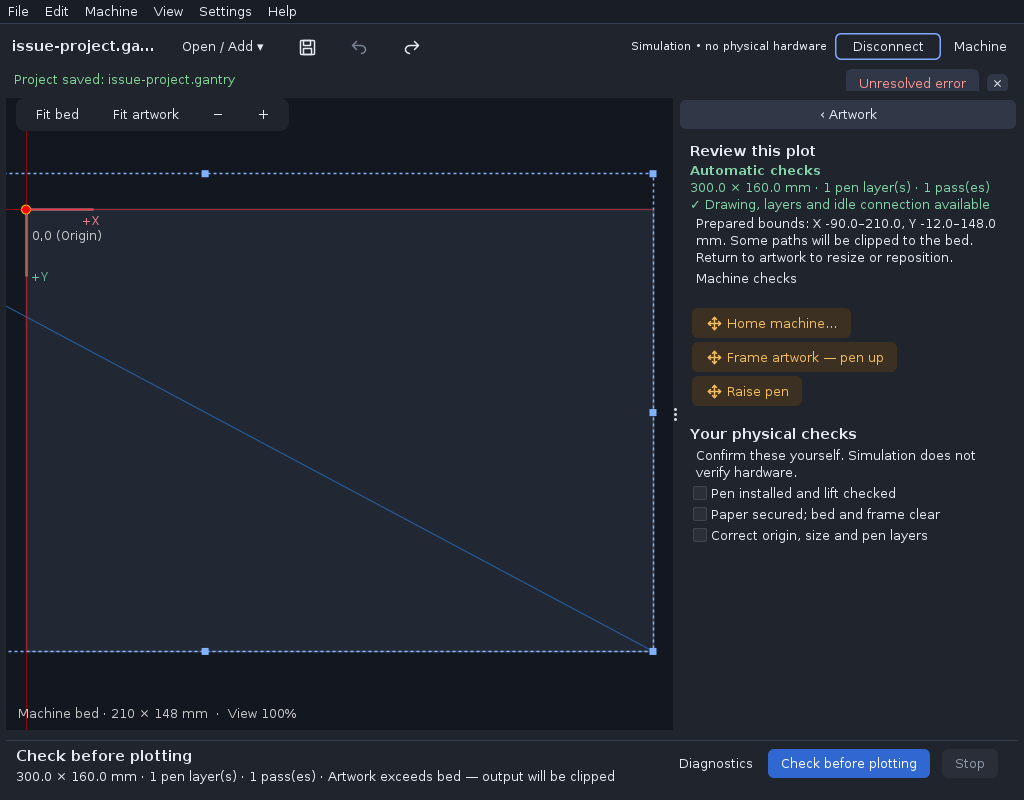 File Edit Machine View Settings Help
issue-project.ga... Open / Add ▾ Simulation • no physical hardware Disconnect Machine
Project saved: issue-project.gantry
Unresolved error ✕
Fit bed Fit artwork − +
‹ Artwork
+X
0,0 (Origin)
+Y
Machine bed · 210 × 148 mm · View 100%
Review this plot
Automatic checks
300.0 × 160.0 mm · 1 pen layer(s) · 1 pass(es)
✓ Drawing, layers and idle connection available
Prepared bounds: X -90.0–210.0, Y -12.0–148.0
mm. Some paths will be clipped to the bed.
Return to artwork to resize or reposition.
Machine checks
Home machine...
Frame artwork — pen up
Raise pen
Your physical checks
Confirm these yourself. Simulation does not
verify hardware.
Pen installed and lift checked
Paper secured; bed and frame clear
Correct origin, size and pen layers
Check before plotting
300.0 × 160.0 mm · 1 pen layer(s) · 1 pass(es) · Artwork exceeds bed — output will be clipped
Diagnostics Check before plotting Stop